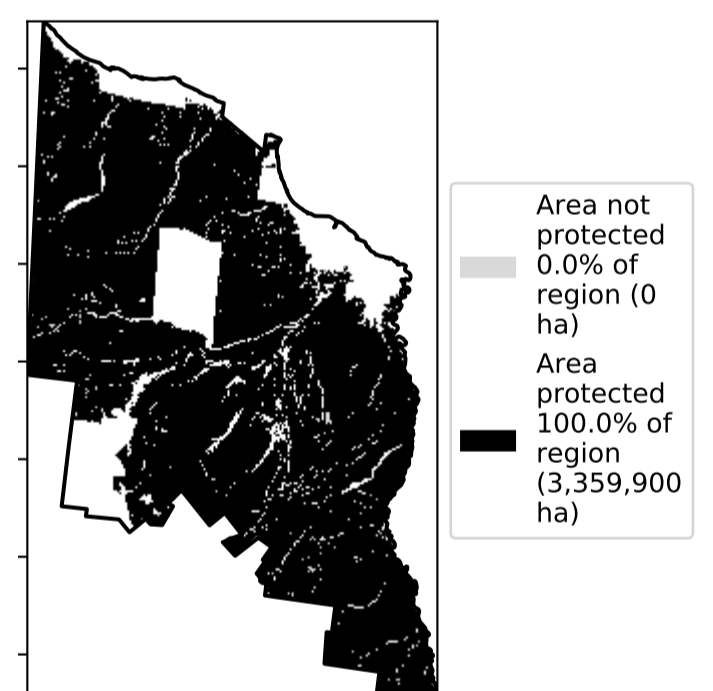 Area not
protected
0.0% of
region (0
ha)
Area
protected
100.0% of
region
(3,359,900
ha)